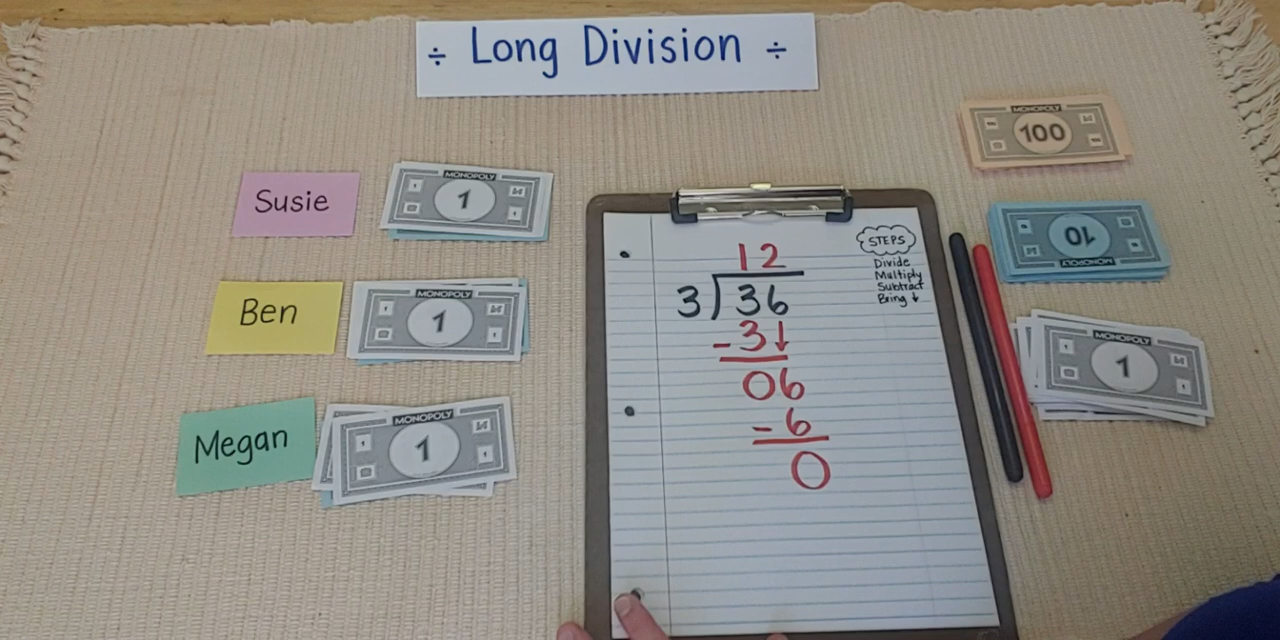 ÷ Long Division ÷
Susie
MONOPOLY
1
Ben
MONOPOLY
1
Megan
MONOPOLY
1
12
3)36
-3↓
06
-6
0
STEPS
Divide
Multiply
Subtract
Bring ↓
MONOPOLY
100
10
MONOPOLY
MONOPOLY
1